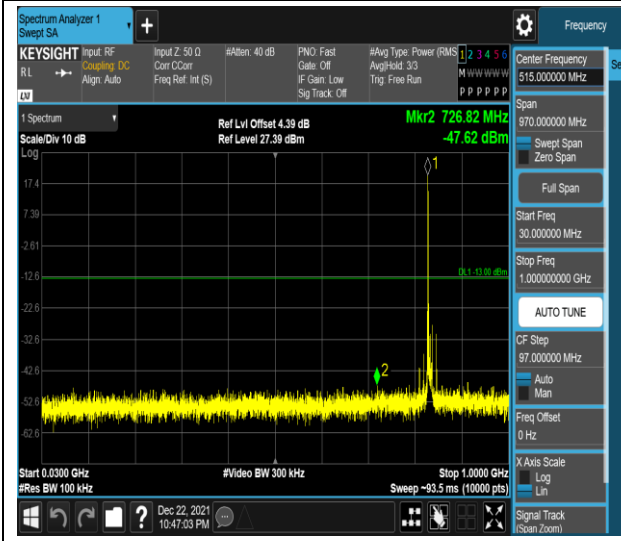 Spectrum Analyzer 1
Swept SA
Frequency
KEYSIGHT
RL
LXI
Input: RF
Coupling: DC
Align: Auto
Input Z: 50 Ω
Corr CCorr
Freq Ref: Int (S)
#Atten: 40 dB
PNO: Fast
Gate: Off
IF Gain: Low
Sig Track: Off
#Avg Type: Power (RMS
Avg|Hold: 3/3
Trig: Free Run
1 2 3 4 5 6
M W W W W W
P P P P P P
Center Frequency
515.000000 MHz
Se
Span
970.000000 MHz
Swept Span
Zero Span
Full Span
Start Freq
30.000000 MHz
Stop Freq
1.000000000 GHz
AUTO TUNE
CF Step
97.000000 MHz
Auto
Man
Freq Offset
0 Hz
X Axis Scale
Log
Lin
Signal Track
(Span Zoom)
1 Spectrum
Scale/Div 10 dB
Log
Ref Lvl Offset 4.39 dB
Ref Level 27.39 dBm
Mkr2 726.82 MHz
-47.62 dBm
1
17.4
7.39
-2.61
DL1 -13.00 dBm
-12.6
-22.6
-32.6
-42.6
2
-52.6
-62.6
Start 0.0300 GHz
#Video BW 300 kHz
Stop 1.0000 GHz
#Res BW 100 kHz
Sweep ~93.5 ms (10000 pts)
?
Dec 22, 2021
10:47:03 PM